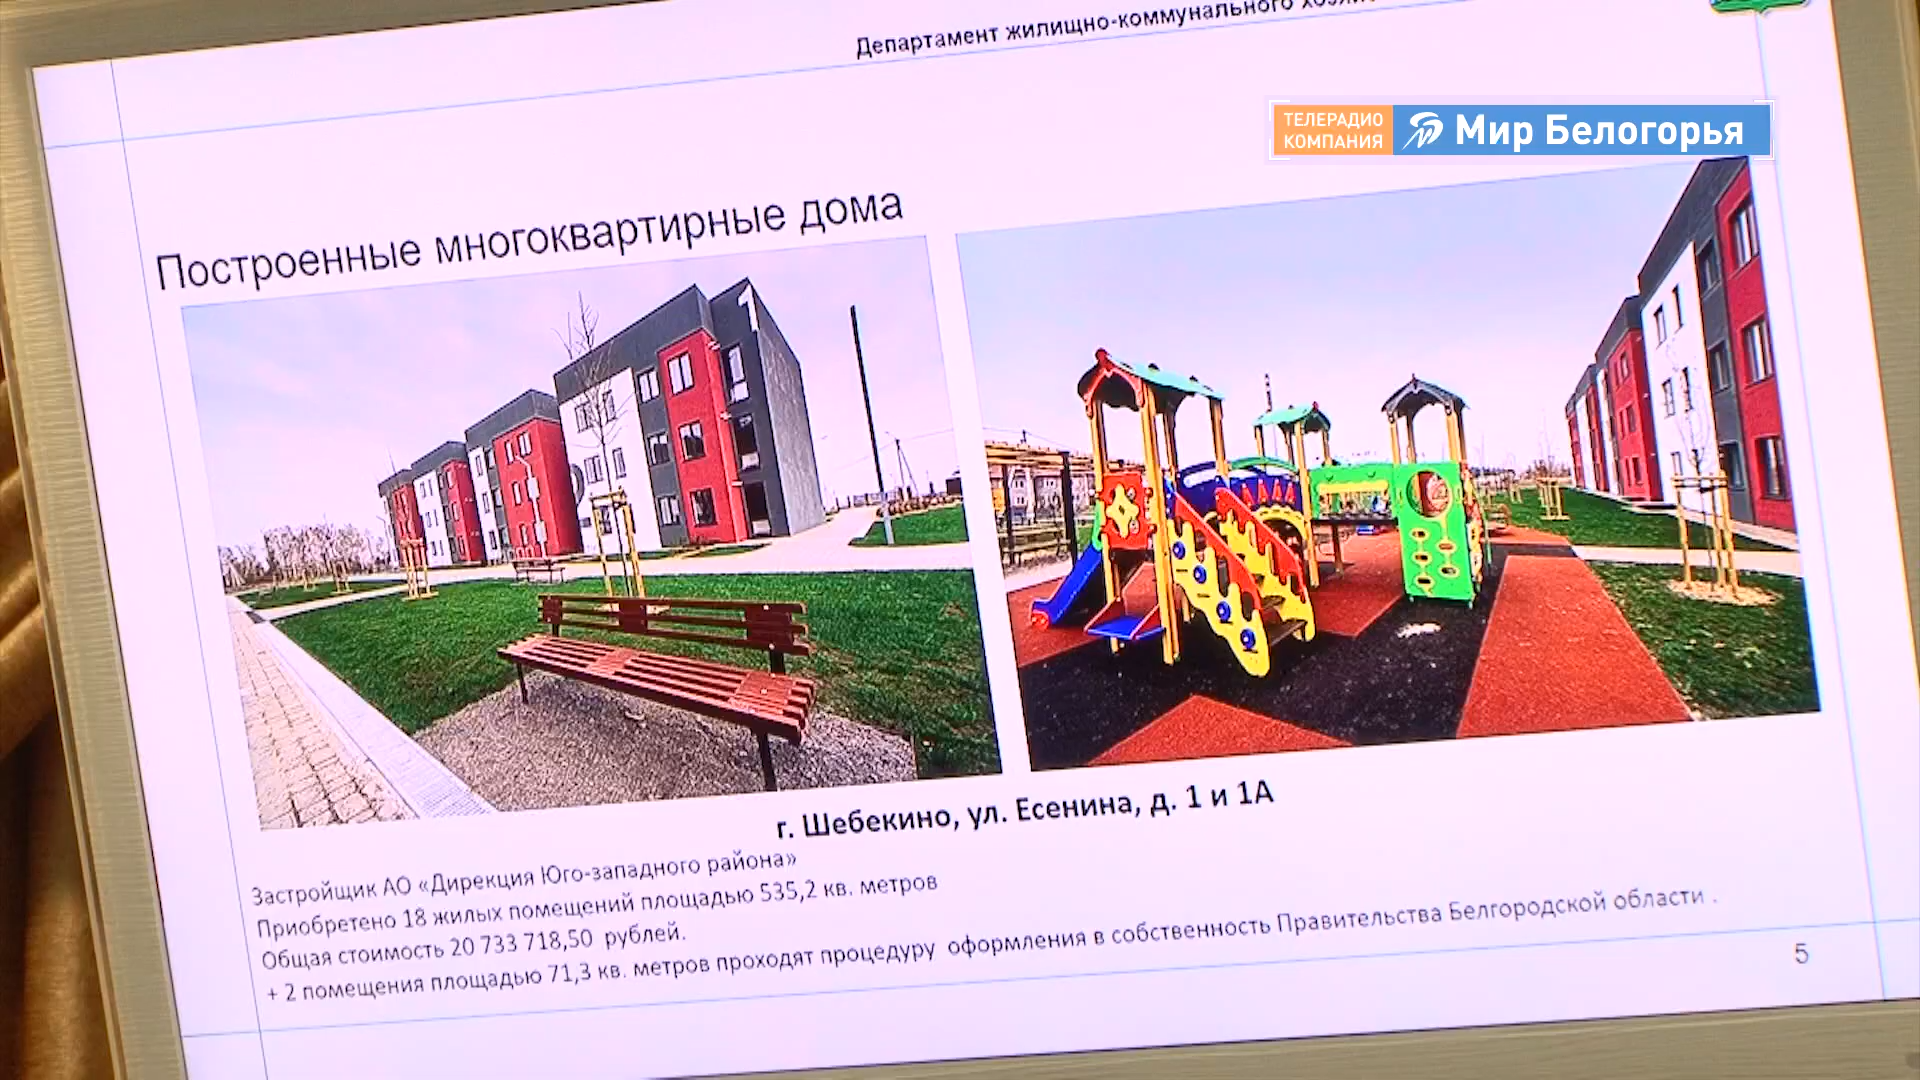 Департамент жилищно-коммунального
ТЕЛЕРАДИО
КОМПАНИЯ
Мир Белогорья
Построенные многоквартирные дома
1
г. Шебекино, ул. Есенина, д. 1 и 1А
Застройщик АО «Дирекция Юго-западного района»
Приобретено 18 жилых помещений площадью 535,2 кв. метров
Общая стоимость 20 733 718,50 рублей.
+ 2 помещения площадью 71,3 кв. метров проходят процедуру оформления в собственность Правительства Белгородской области .
5